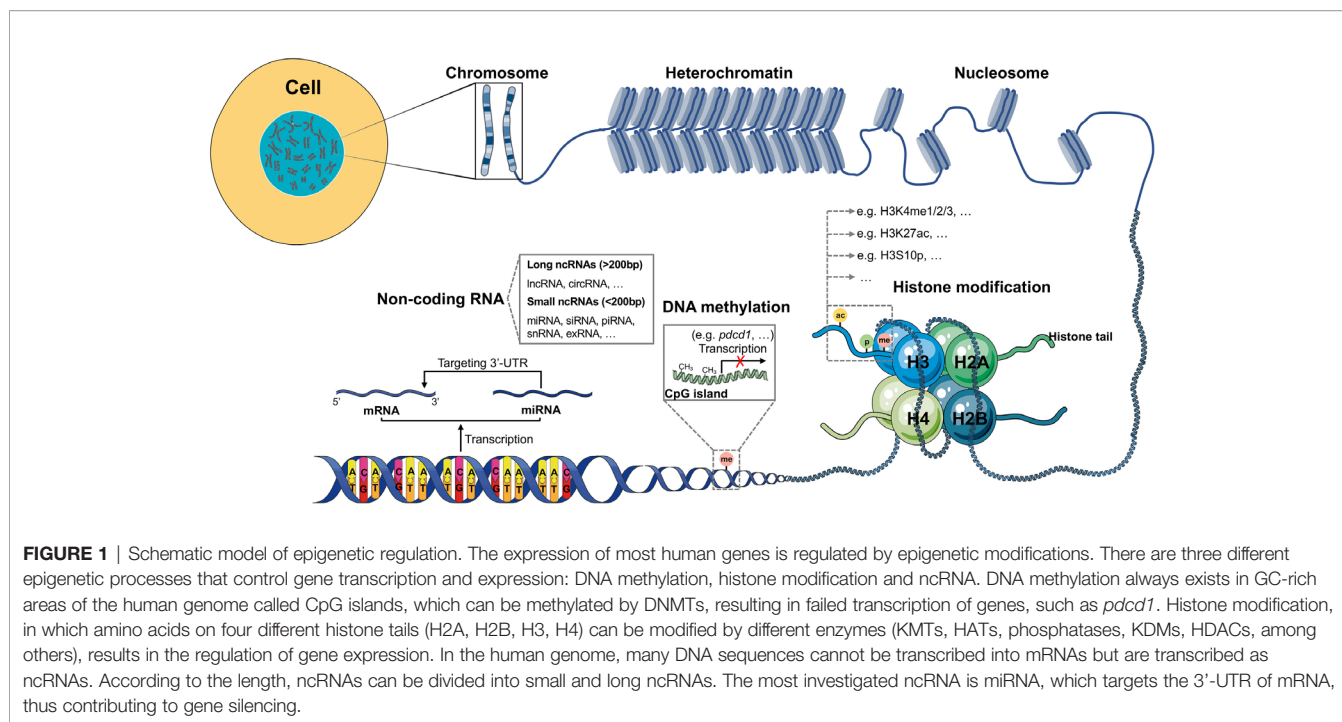 Cell
Chromosome
Heterochromatin
Nucleosome
e.g. H3K4me1/2/3, …
e.g. H3K27ac, …
e.g. H3S10p, …
…
Histone modification
ac
p
me
H3
H2A
H4
H2B
Histone tail
Non-coding RNA
Long ncRNAs (>200bp)
lncRNA, circRNA, …
Small ncRNAs (<200bp)
miRNA, siRNA, piRNA,
snRNA, exRNA, …
DNA methylation
(e.g. pdcd1, …)
Transcription
CH₃ CH₃
CpG island
me
Targeting 3'-UTR
5' 3'
mRNA
miRNA
Transcription
A C A C A A A C A C A A A A C
T G T G T T T G T G T T T T G
FIGURE 1 | Schematic model of epigenetic regulation. The expression of most human genes is regulated by epigenetic modifications. There are three different
epigenetic processes that control gene transcription and expression: DNA methylation, histone modification and ncRNA. DNA methylation always exists in GC-rich
areas of the human genome called CpG islands, which can be methylated by DNMTs, resulting in failed transcription of genes, such as pdcd1. Histone modification,
in which amino acids on four different histone tails (H2A, H2B, H3, H4) can be modified by different enzymes (KMTs, HATs, phosphatases, KDMs, HDACs, among
others), results in the regulation of gene expression. In the human genome, many DNA sequences cannot be transcribed into mRNAs but are transcribed as
ncRNAs. According to the length, ncRNAs can be divided into small and long ncRNAs. The most investigated ncRNA is miRNA, which targets the 3'-UTR of mRNA,
thus contributing to gene silencing.